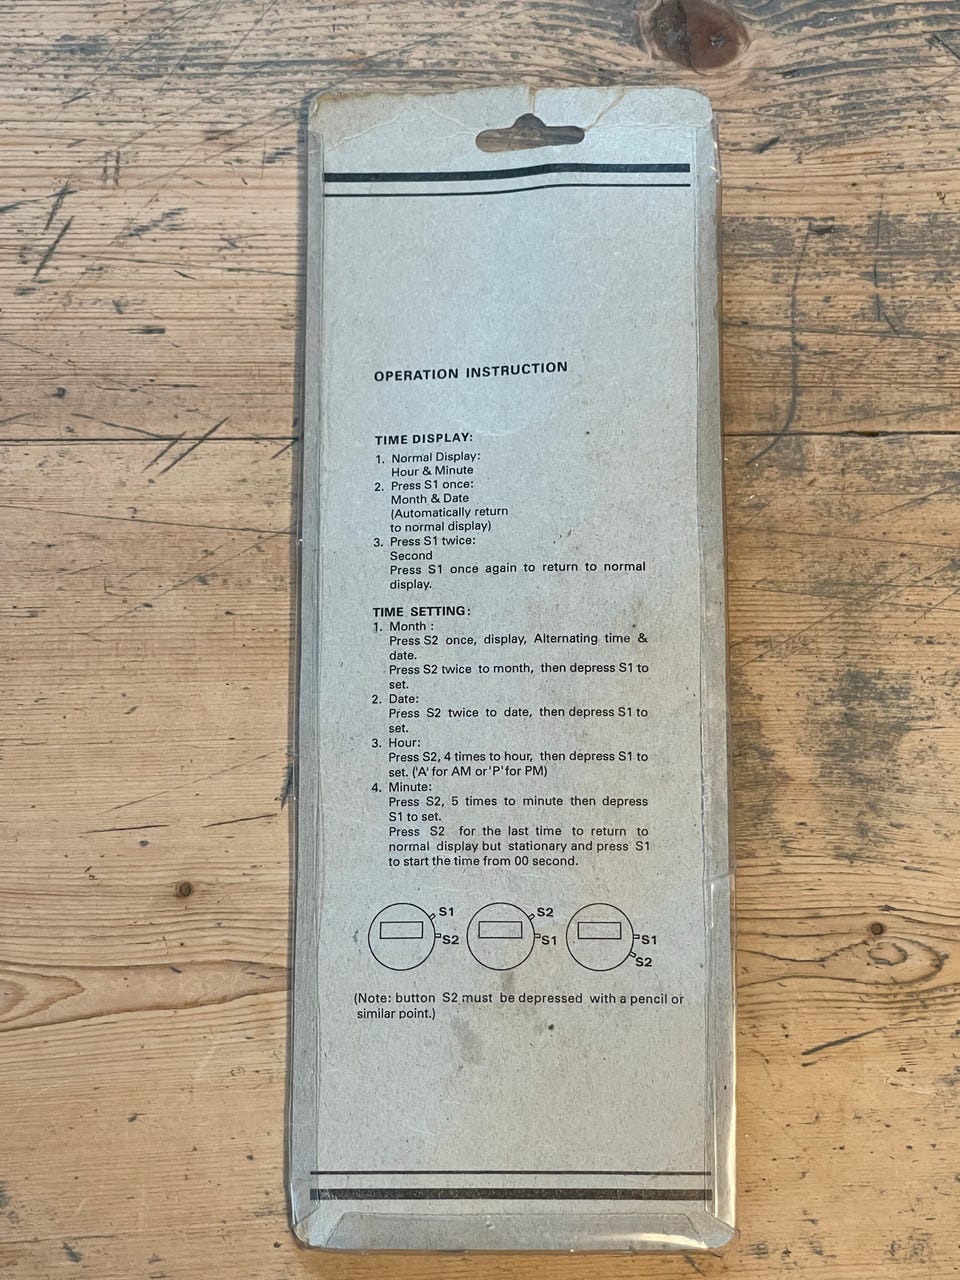 OPERATION INSTRUCTION
TIME DISPLAY:
1. Normal Display:
Hour & Minute
2. Press S1 once:
Month & Date
(Automatically return
to normal display)
3. Press S1 twice:
Second
Press S1 once again to return to normal
display.
TIME SETTING:
1. Month :
Press S2 once, display, Alternating time &
date.
Press S2 twice to month, then depress S1 to
set.
2. Date:
Press S2 twice to date, then depress S1 to
set.
3. Hour:
Press S2, 4 times to hour, then depress S1 to
set. ('A' for AM or 'P' for PM)
4. Minute:
Press S2, 5 times to minute then depress
S1 to set.
Press S2 for the last time to return to
normal display but stationary and press S1
to start the time from 00 second.
S1 S2 S2 S1 S1 S2
(Note: button S2 must be depressed with a pencil or
similar point.)